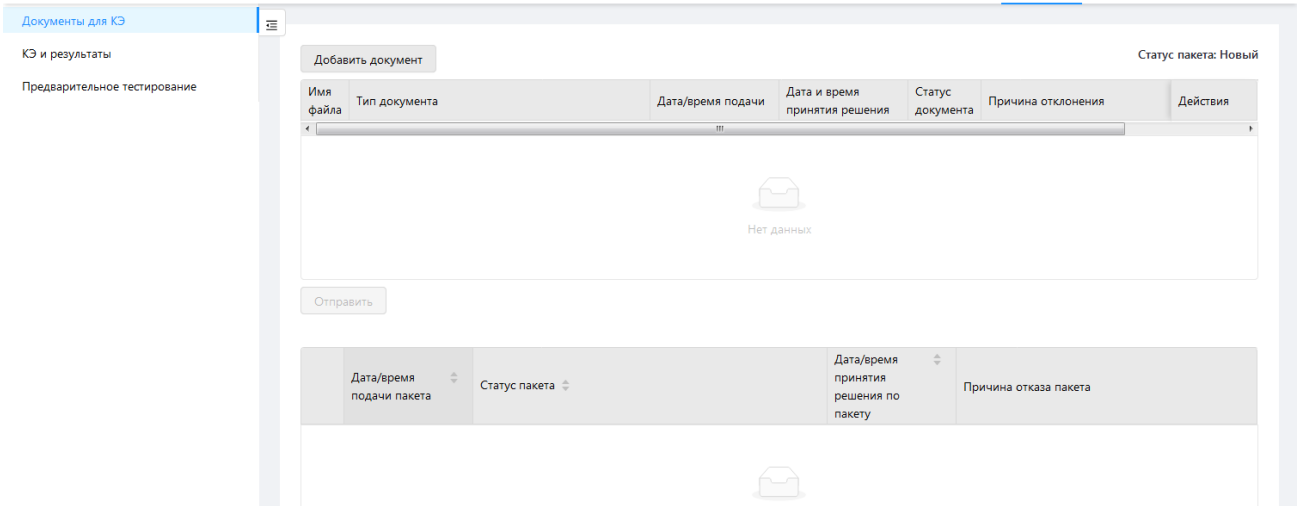 Документы для КЭ
КЭ и результаты
Предварительное тестирование
Добавить документ
Статус пакета: Новый
Имя
файла
Тип документа
Дата/время подачи
Дата и время
принятия решения
Статус
документа
Причина отклонения
Действия
Нет данных
Отправить
Дата/время
подачи пакета
Статус пакета
Дата/время
принятия
решения по
пакету
Причина отказа пакета